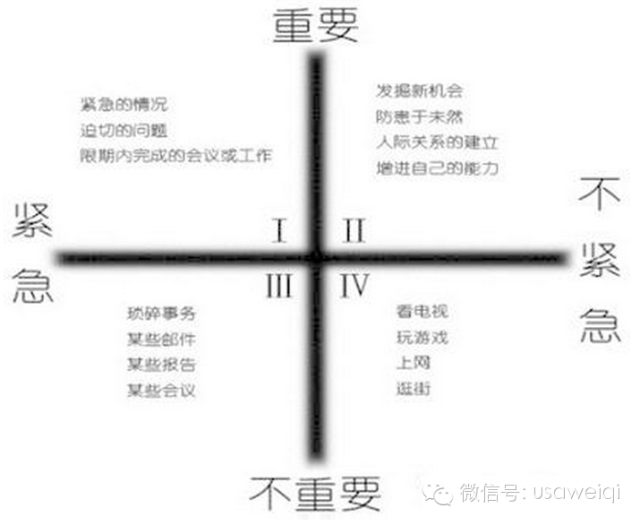 重要
紧急的情况
迫切的问题
限期内完成的会议或工作
发掘新机会
防患于未然
人际关系的建立
增进自己的能力
紧急
不紧急
I
II
III
IV
琐碎事务
某些邮件
某些报告
某些会议
看电视
玩游戏
上网
逛街
不重要
微信号: usaweiqi